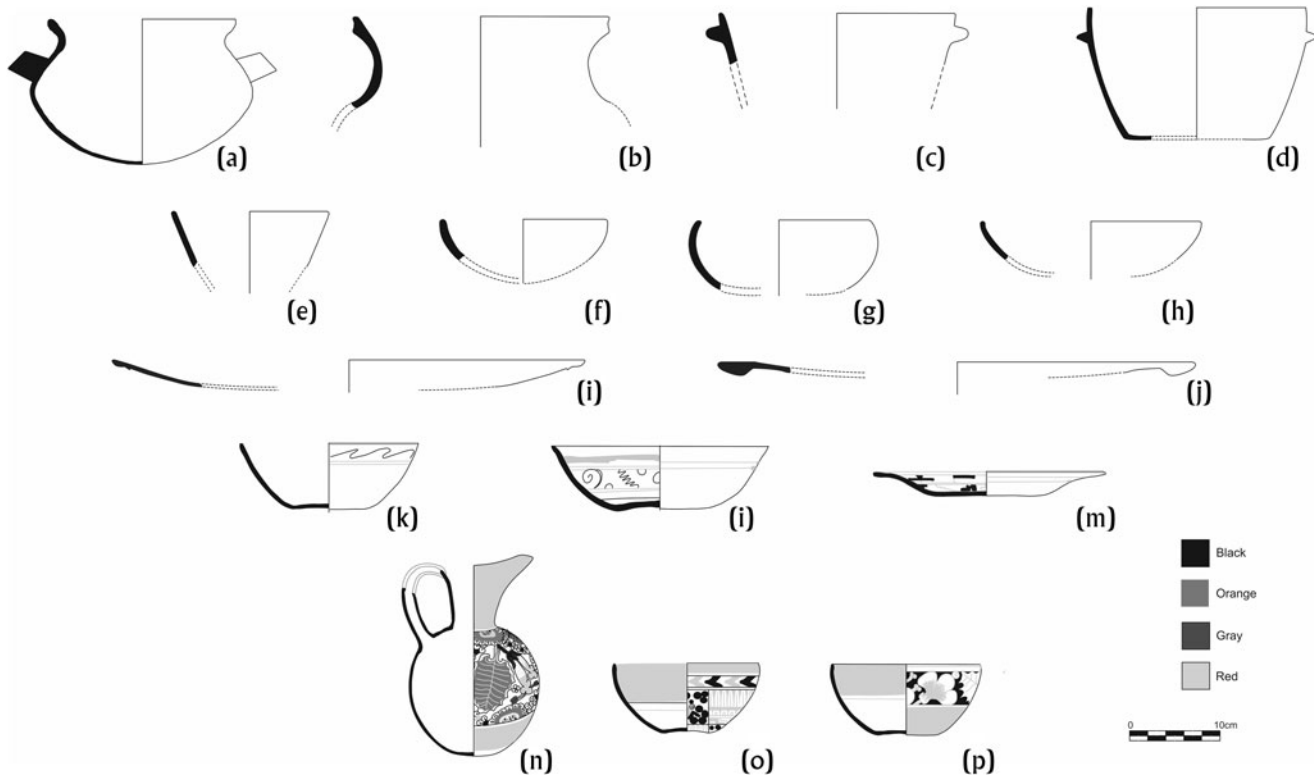 (a) (b) (c) (d)
(e) (f) (g) (h)
(i) (j)
(k) (i) (m)
Black
Orange
Gray
Red
(n) (o) (p)
0 10cm